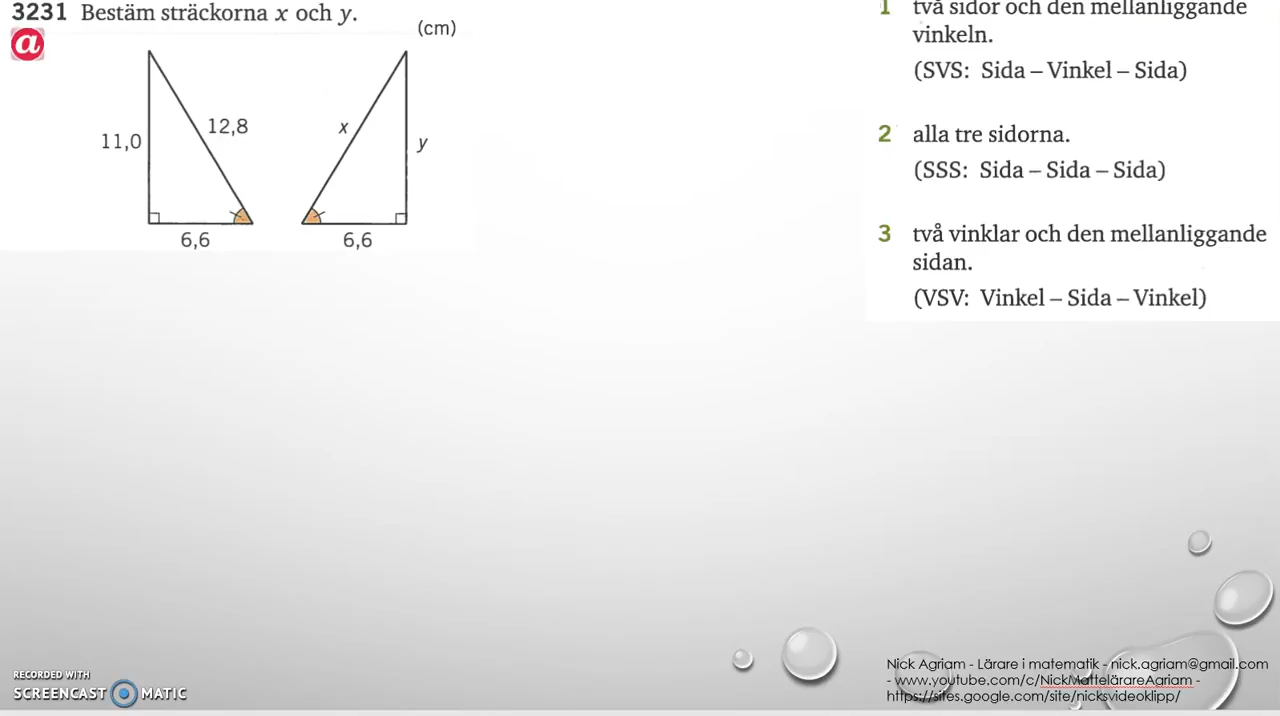 3231 Bestäm sträckorna x och y.
a
(cm)
11,0
12,8
x
y
6,6
6,6
1 två sidor och den mellanliggande
vinkeln.
(SVS: Sida – Vinkel – Sida)
2 alla tre sidorna.
(SSS: Sida – Sida – Sida)
3 två vinklar och den mellanliggande
sidan.
(VSV: Vinkel – Sida – Vinkel)
RECORDED WITH
SCREENCAST MATIC
Nick Agriam - Lärare i matematik - nick.agriam@gmail.com
- www.youtube.com/c/NickMattelärareAgriam -
https://sites.google.com/site/nicksvideoklipp/